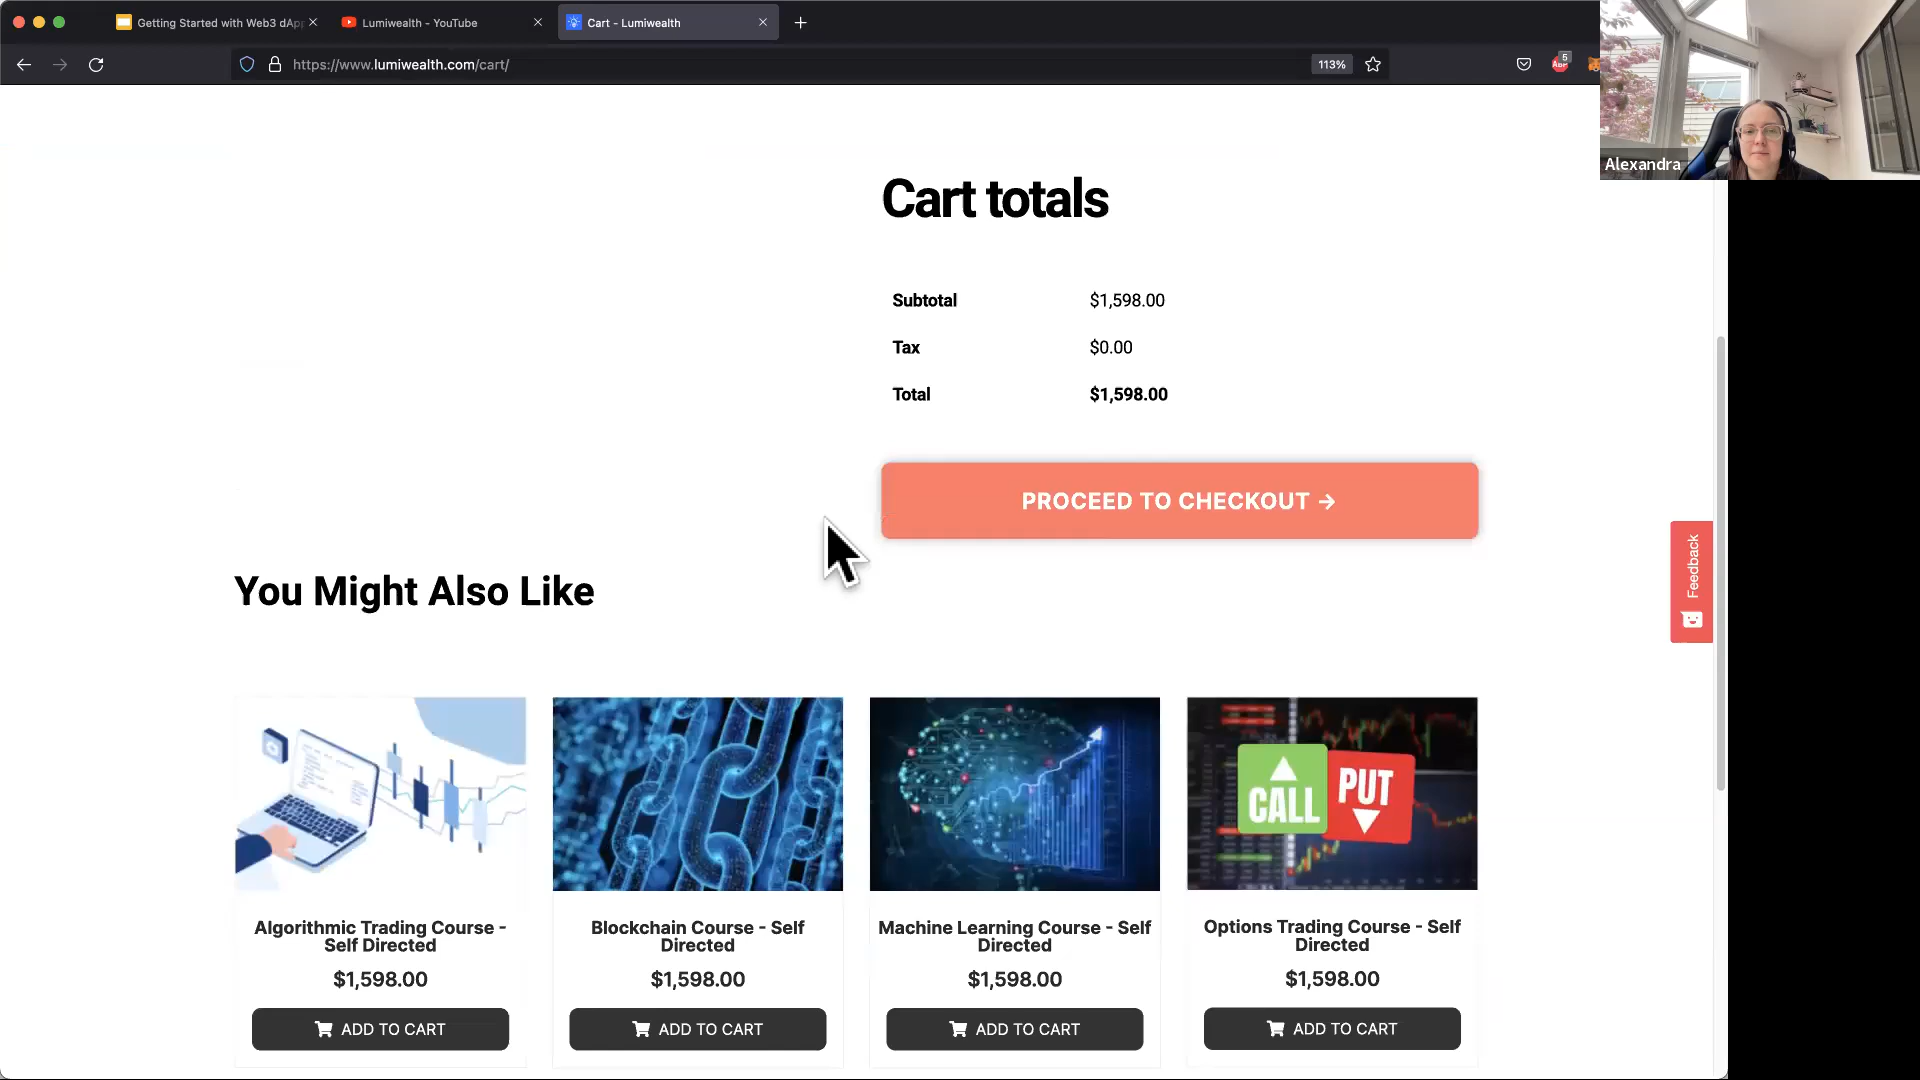 Getting Started with Web3 dAp
Lumiwealth - YouTube
Cart - Lumiwealth
https://www.lumiwealth.com/cart/
113%
ABP
5
Alexandra
Cart totals
Subtotal $1,598.00
Tax $0.00
Total $1,598.00
PROCEED TO CHECKOUT →
Feedback
You Might Also Like
CALL
PUT
Algorithmic Trading Course -
Self Directed
$1,598.00
ADD TO CART
Blockchain Course - Self
Directed
$1,598.00
ADD TO CART
Machine Learning Course - Self
Directed
$1,598.00
ADD TO CART
Options Trading Course - Self
Directed
$1,598.00
ADD TO CART